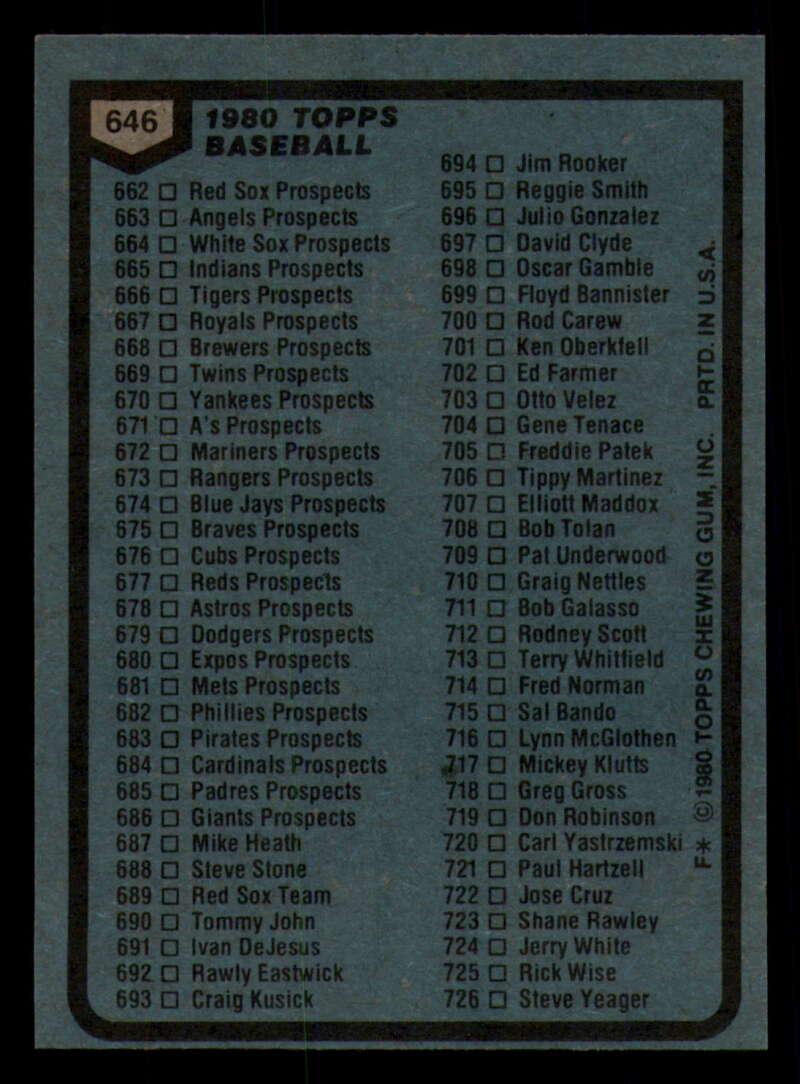 646
1980 TOPPS
BASEBALL
662 □ Red Sox Prospects
663 □ Angels Prospects
664 □ White Sox Prospects
665 □ Indians Prospects
666 □ Tigers Prospects
667 □ Royals Prospects
668 □ Brewers Prospects
669 □ Twins Prospects
670 □ Yankees Prospects
671 □ A's Prospects
672 □ Mariners Prospects
673 □ Rangers Prospects
674 □ Blue Jays Prospects
675 □ Braves Prospects
676 □ Cubs Prospects
677 □ Reds Prospects
678 □ Astros Prospects
679 □ Dodgers Prospects
680 □ Expos Prospects
681 □ Mets Prospects
682 □ Phillies Prospects
683 □ Pirates Prospects
684 □ Cardinals Prospects
685 □ Padres Prospects
686 □ Giants Prospects
687 □ Mike Heath
688 □ Steve Stone
689 □ Red Sox Team
690 □ Tommy John
691 □ Ivan DeJesus
692 □ Rawly Eastwick
693 □ Craig Kusick
694 □ Jim Rooker
695 □ Reggie Smith
696 □ Julio Gonzalez
697 □ David Clyde
698 □ Oscar Gamble
699 □ Floyd Bannister
700 □ Rod Carew
701 □ Ken Oberkfell
702 □ Ed Farmer
703 □ Otto Velez
704 □ Gene Tenace
705 □ Freddie Patek
706 □ Tippy Martinez
707 □ Elliott Maddox
708 □ Bob Tolan
709 □ Pat Underwood
710 □ Graig Nettles
711 □ Bob Galasso
712 □ Rodney Scott
713 □ Terry Whitfield
714 □ Fred Norman
715 □ Sal Bando
716 □ Lynn McGlothen
717 □ Mickey Klutts
718 □ Greg Gross
719 □ Don Robinson
720 □ Carl Yastrzemski
721 □ Paul Hartzell
722 □ Jose Cruz
723 □ Shane Rawley
724 □ Jerry White
725 □ Rick Wise
726 □ Steve Yeager
F* ©1980 TOPPS CHEWING GUM, INC. PRTD. IN U.S.A.